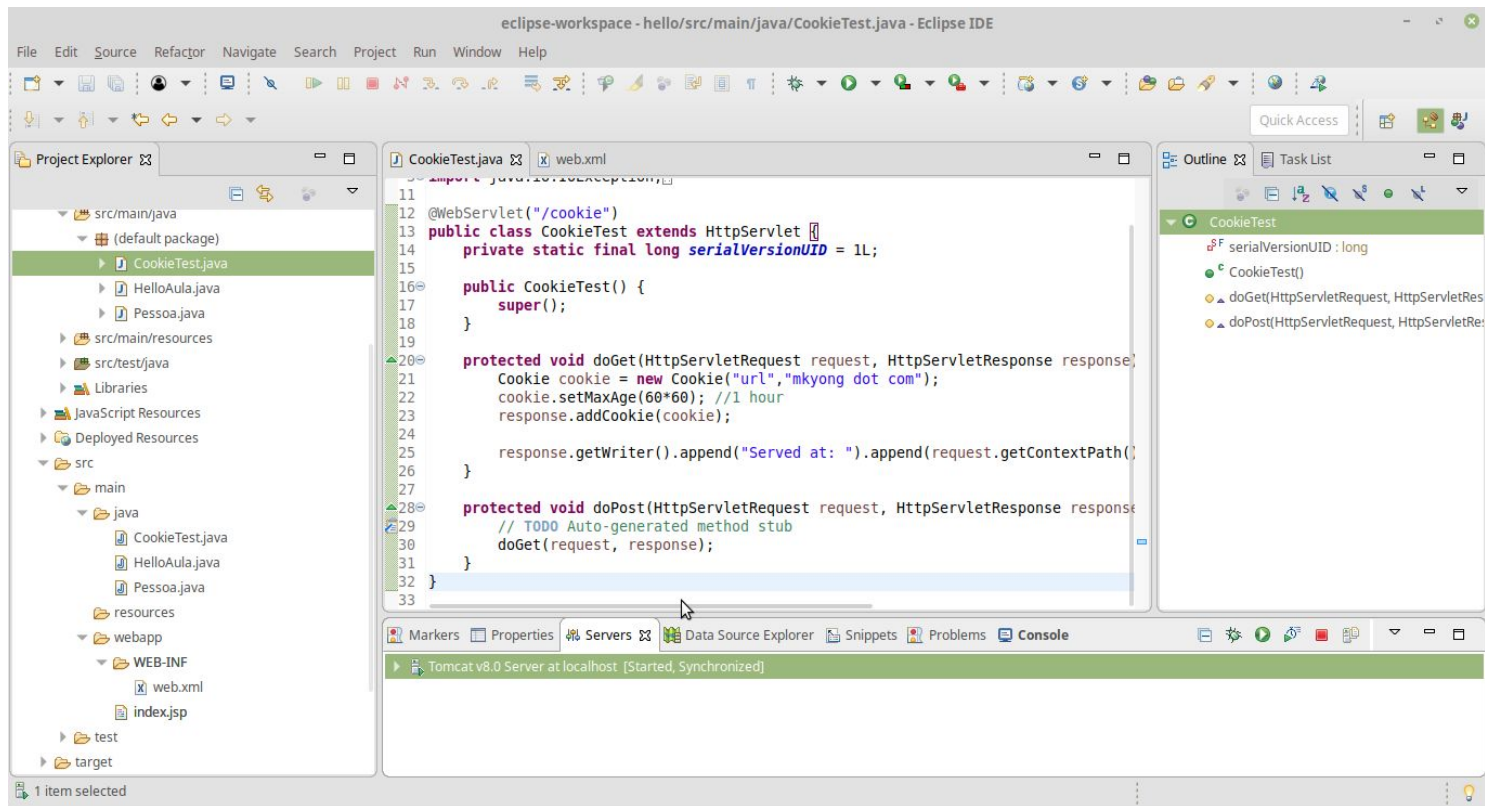 eclipse-workspace - hello/src/main/java/CookieTest.java - Eclipse IDE
File Edit Source Refactor Navigate Search Project Run Window Help
Quick Access
Project Explorer
src/main/java
(default package)
CookieTest.java
HelloAula.java
Pessoa.java
src/main/resources
src/test/java
Libraries
JavaScript Resources
Deployed Resources
src
main
java
CookieTest.java
HelloAula.java
Pessoa.java
resources
webapp
WEB-INF
web.xml
index.jsp
test
target
CookieTest.java web.xml
import java.io.IOException;
11
12 @WebServlet("/cookie")
13 public class CookieTest extends HttpServlet {
14 private static final long serialVersionUID = 1L;
15
16 public CookieTest() {
17 super();
18 }
19
20 protected void doGet(HttpServletRequest request, HttpServletResponse response)
21 Cookie cookie = new Cookie("url","mkyong dot com");
22 cookie.setMaxAge(60*60); //1 hour
23 response.addCookie(cookie);
24
25 response.getWriter().append("Served at: ").append(request.getContextPath()
26 }
27
28 protected void doPost(HttpServletRequest request, HttpServletResponse response
29 // TODO Auto-generated method stub
30 doGet(request, response);
31 }
32 }
33
Outline Task List
CookieTest
serialVersionUID : long
CookieTest()
doGet(HttpServletRequest, HttpServletRes
doPost(HttpServletRequest, HttpServletRes
Markers Properties Servers Data Source Explorer Snippets Problems Console
Tomcat v8.0 Server at localhost [Started, Synchronized]
1 item selected